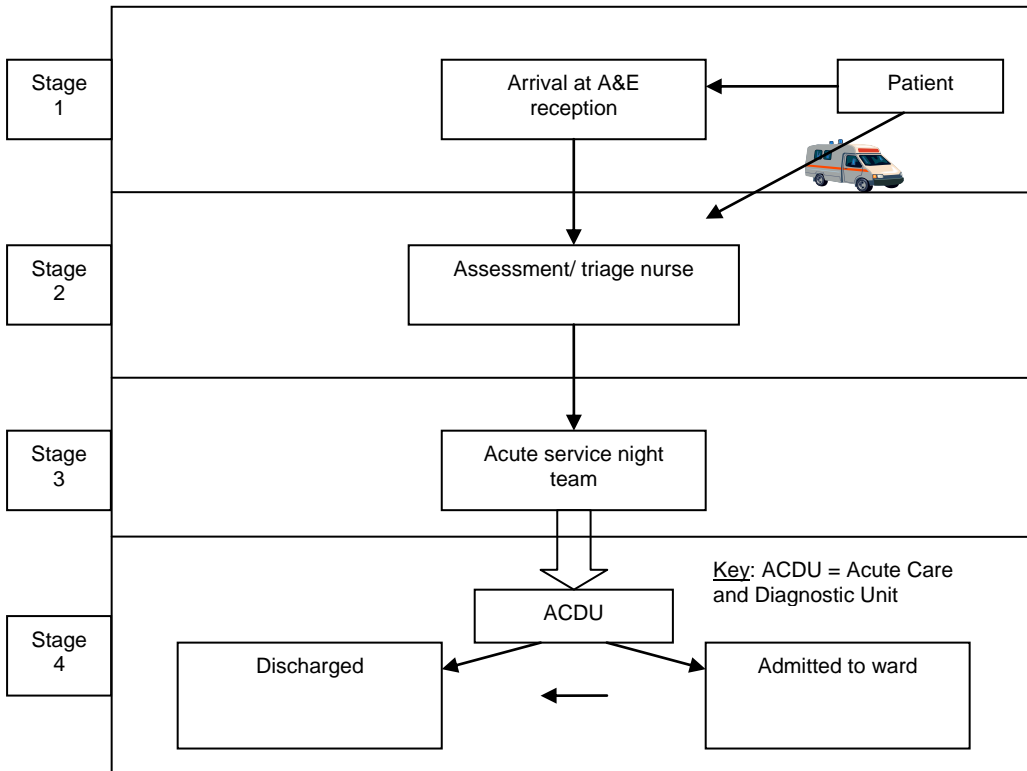 Stage
1
Arrival at A&E
reception
Patient
Stage
2
Assessment/ triage nurse
Stage
3
Acute service night
team
Key: ACDU = Acute Care
and Diagnostic Unit
ACDU
Stage
4
Discharged
Admitted to ward